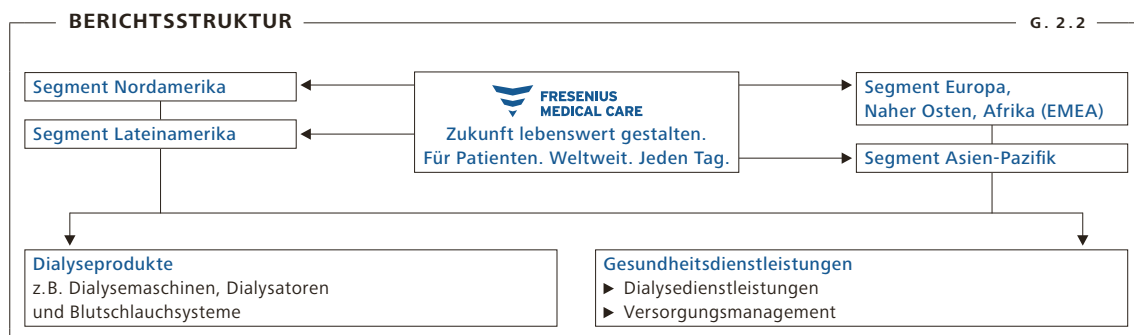 BERICHTSSTRUKTUR
G. 2.2
Segment Nordamerika
Segment Lateinamerika
FRESENIUS
MEDICAL CARE
Zukunft lebenswert gestalten.
Für Patienten. Weltweit. Jeden Tag.
Segment Europa,
Naher Osten, Afrika (EMEA)
Segment Asien-Pazifik
Dialyseprodukte
z.B. Dialysemaschinen, Dialysatoren
und Blutschlauchsysteme
Gesundheitsdienstleistungen
▶ Dialysedienstleistungen
▶ Versorgungsmanagement